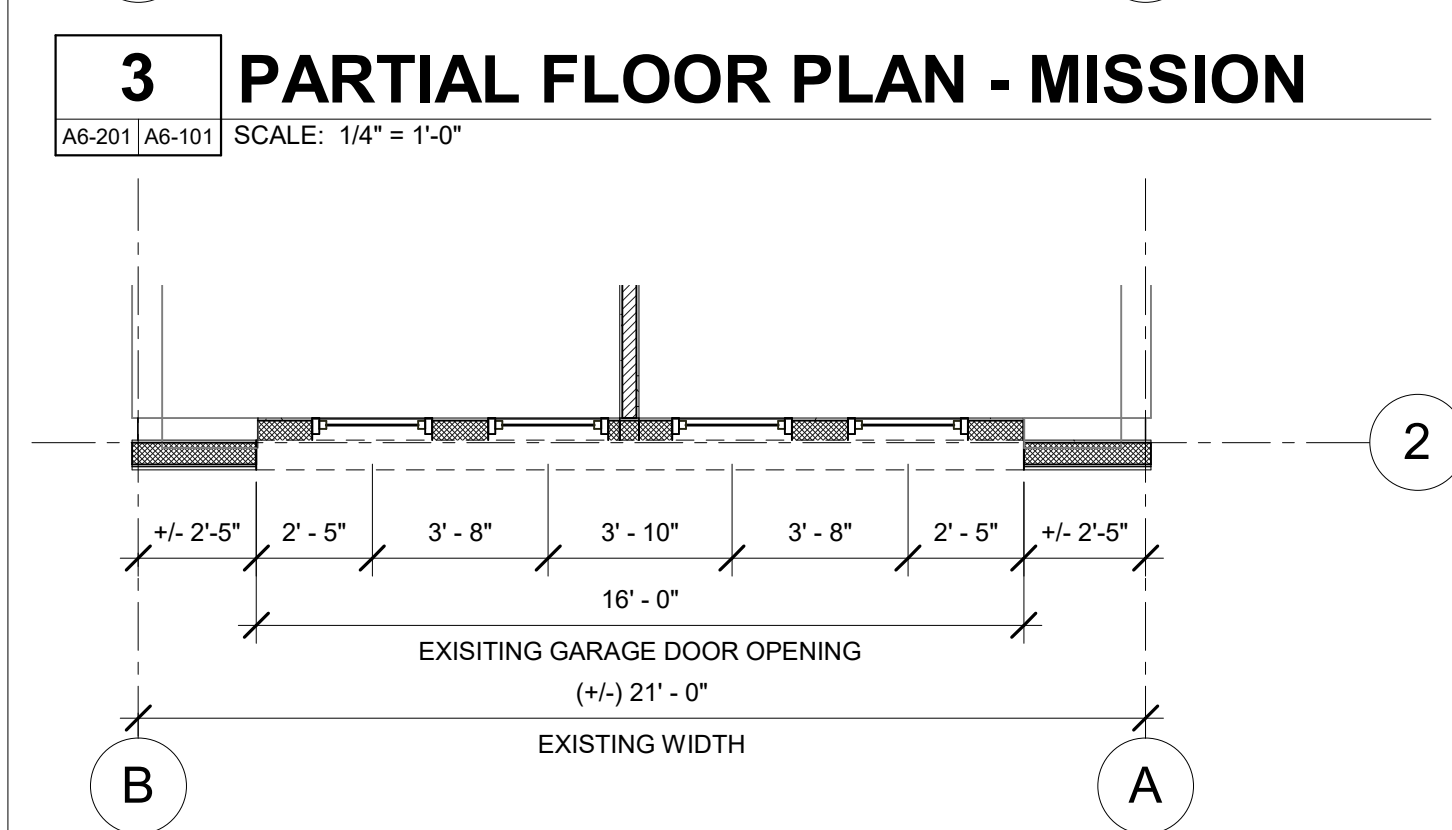 3
PARTIAL FLOOR PLAN - MISSION
A6-201 A6-101
SCALE: 1/4" = 1'-0"
2
+/- 2'-5" 2' - 5" 3' - 8" 3' - 10" 3' - 8" 2' - 5" +/- 2'-5"
16' - 0"
EXISITING GARAGE DOOR OPENING
(+/-) 21' - 0"
EXISTING WIDTH
B A